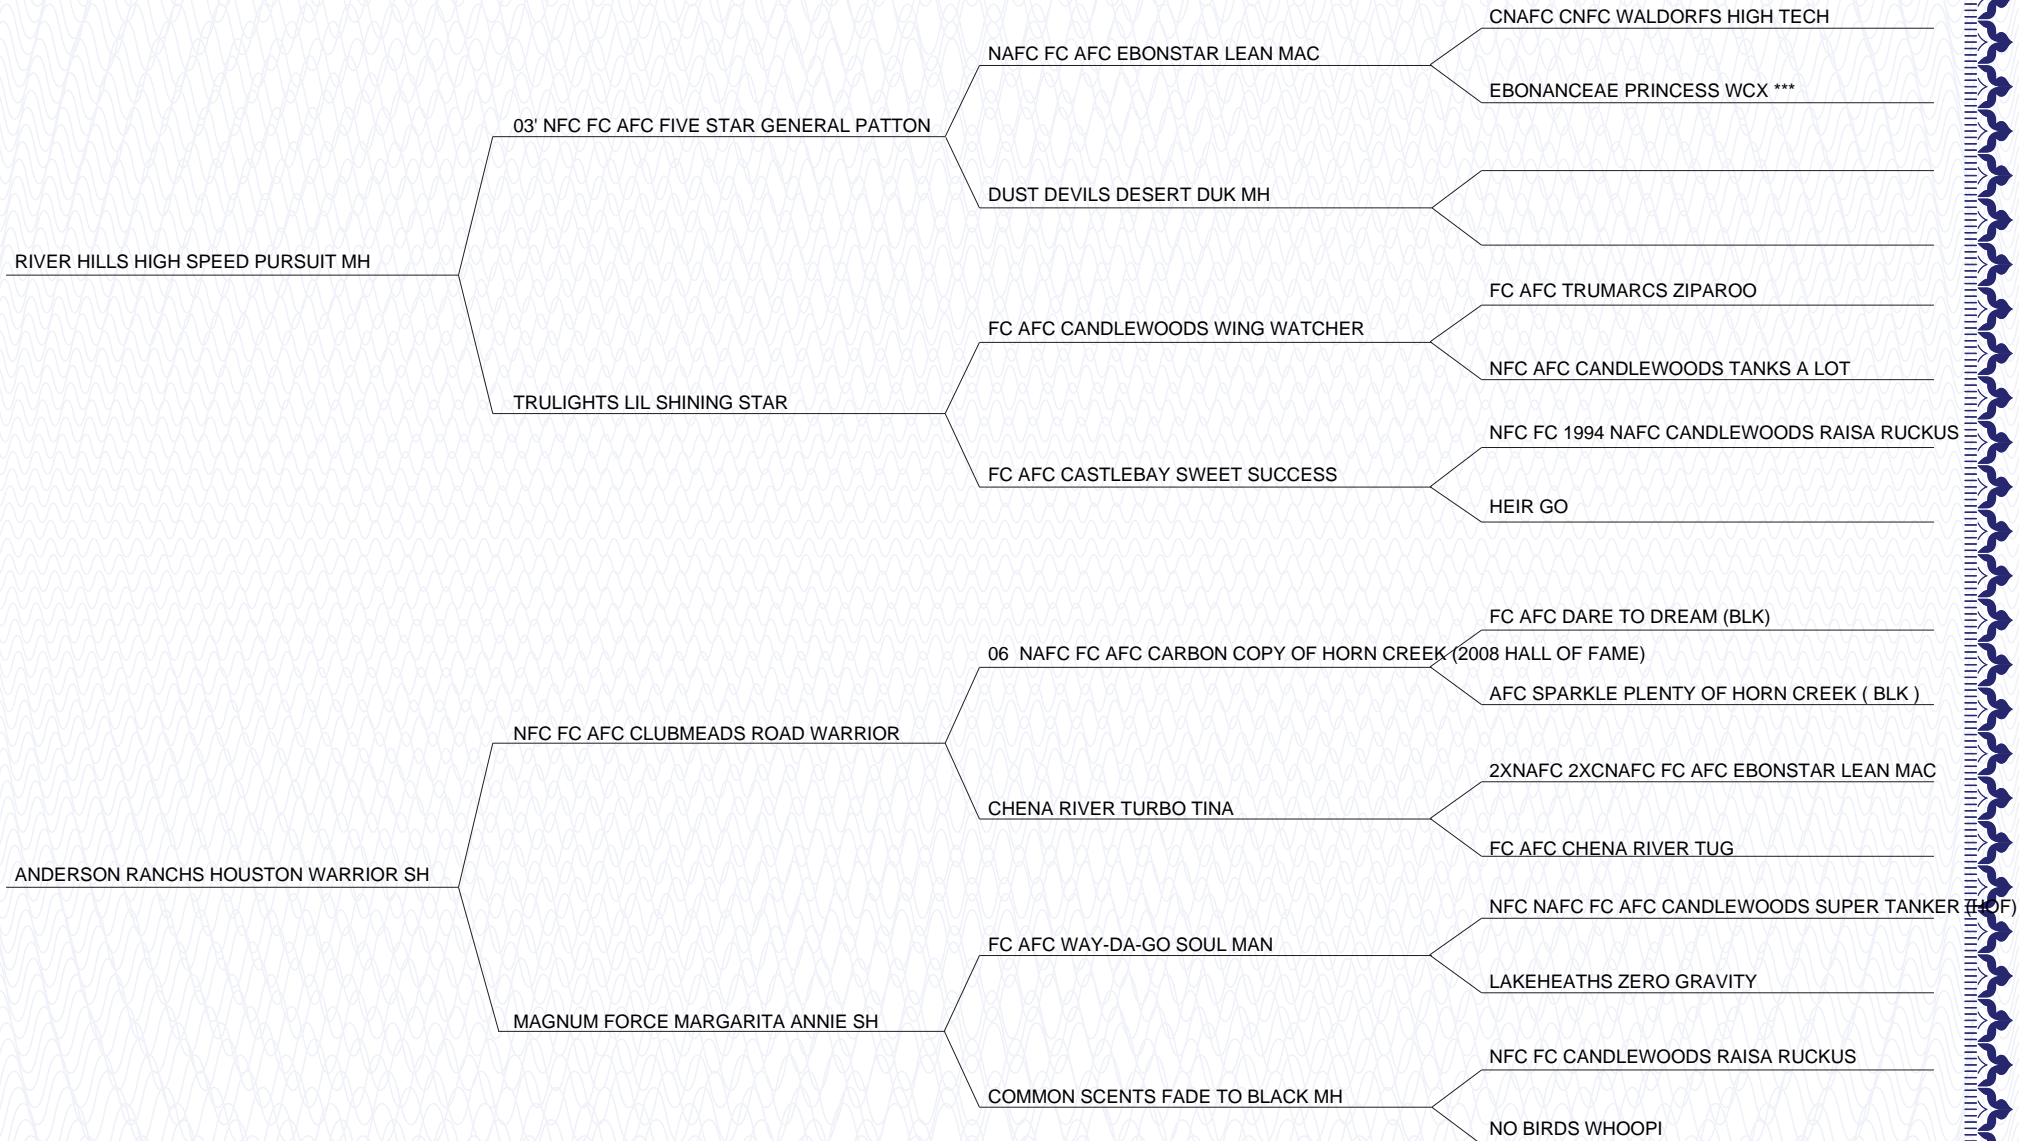 CNAFC CNFC WALDORFS HIGH TECH
NAFC FC AFC EBONSTAR LEAN MAC
EBONANCEAE PRINCESS WCX ***
03' NFC FC AFC FIVE STAR GENERAL PATTON
DUST DEVILS DESERT DUK MH
RIVER HILLS HIGH SPEED PURSUIT MH
FC AFC TRUMARCS ZIPAROO
FC AFC CANDLEWOODS WING WATCHER
NFC AFC CANDLEWOODS TANKS A LOT
TRULIGHTS LIL SHINING STAR
NFC FC 1994 NAFC CANDLEWOODS RAISA RUCKUS
FC AFC CASTLEBAY SWEET SUCCESS
HEIR GO
FC AFC DARE TO DREAM (BLK)
06  NAFC FC AFC CARBON COPY OF HORN CREEK (2008 HALL OF FAME)
AFC SPARKLE PLENTY OF HORN CREEK ( BLK )
NFC FC AFC CLUBMEADS ROAD WARRIOR
2XNAFC 2XCNAFC FC AFC EBONSTAR LEAN MAC
CHENA RIVER TURBO TINA
FC AFC CHENA RIVER TUG
ANDERSON RANCHS HOUSTON WARRIOR SH
NFC NAFC FC AFC CANDLEWOODS SUPER TANKER (HOF)
FC AFC WAY-DA-GO SOUL MAN
LAKEHEATHS ZERO GRAVITY
MAGNUM FORCE MARGARITA ANNIE SH
NFC FC CANDLEWOODS RAISA RUCKUS
COMMON SCENTS FADE TO BLACK MH
NO BIRDS WHOOPI